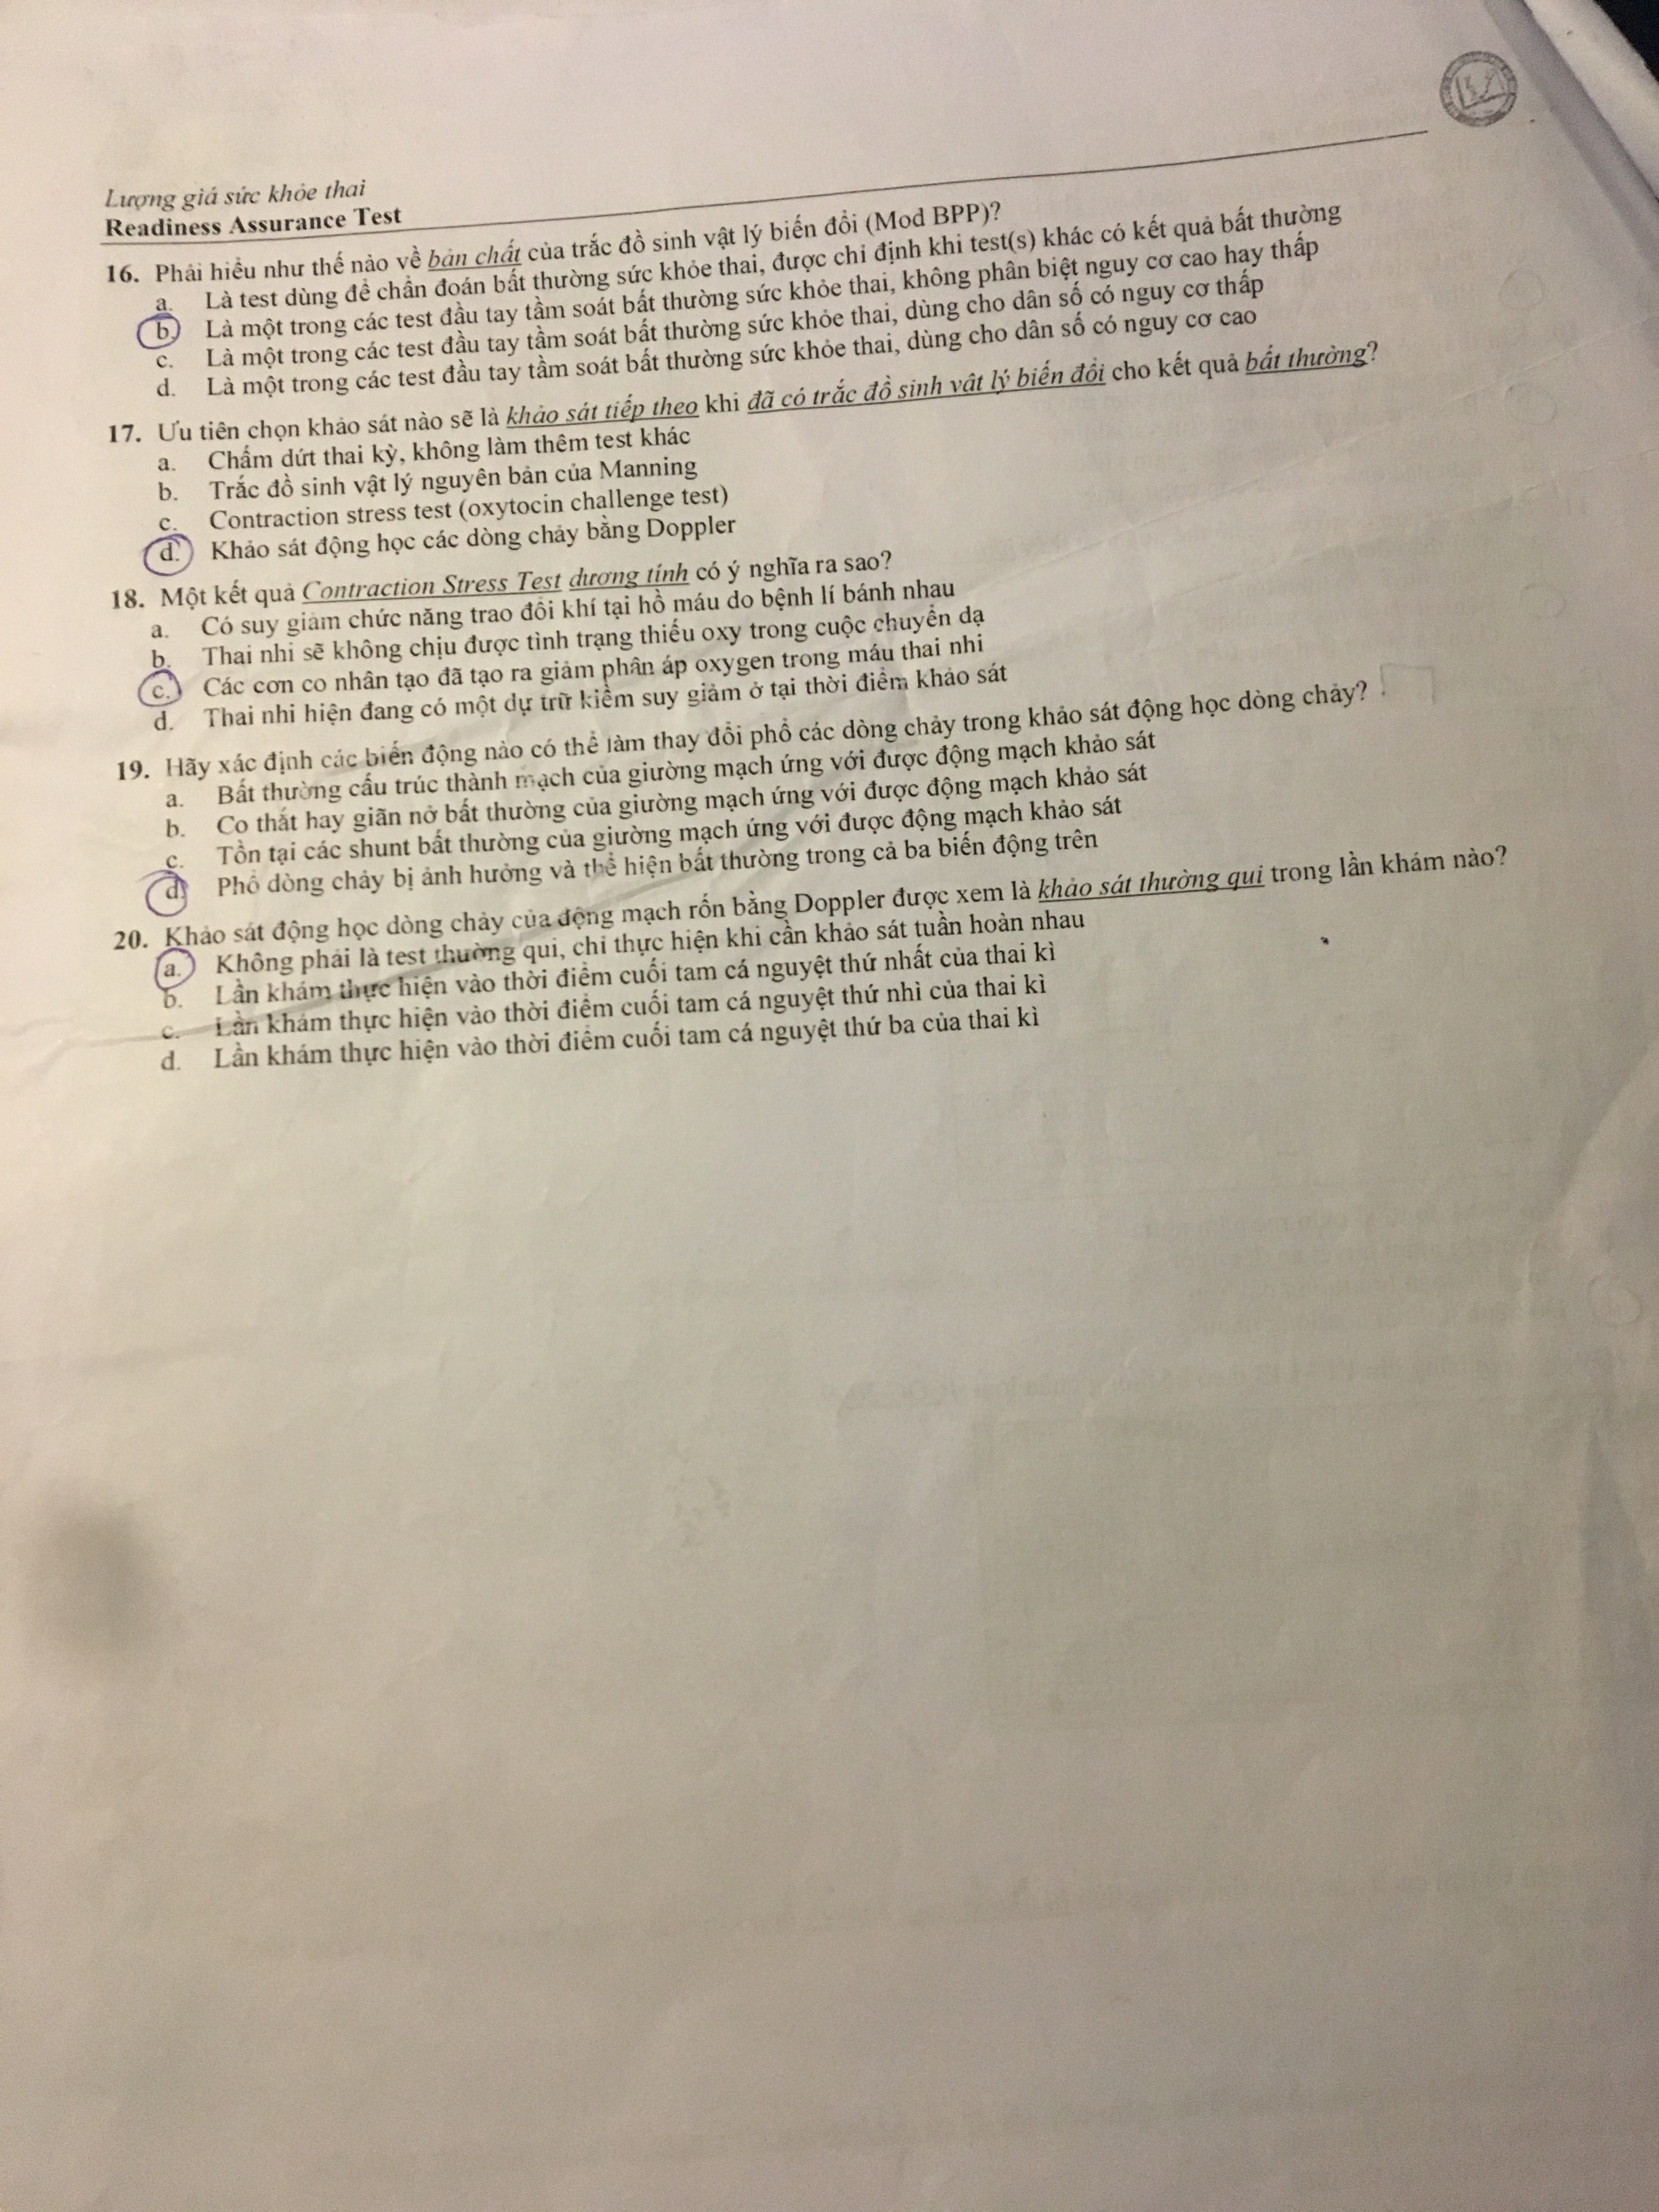 Lượng giá sức khỏe thai
Readiness Assurance Test
16. Phải hiểu như thế nào về bản chất của trắc đồ sinh vật lý biến đổi (Mod BPP)?
a. Là test dùng để chẩn đoán bất thường sức khỏe thai, được chỉ định khi test(s) khác có kết quả bất thường
b. Là một trong các test đầu tay tầm soát bất thường sức khỏe thai, không phân biệt nguy cơ cao hay thấp
c. Là một trong các test đầu tay tầm soát bất thường sức khỏe thai, dùng cho dân số có nguy cơ thấp
d. Là một trong các test đầu tay tầm soát bất thường sức khỏe thai, dùng cho dân số có nguy cơ cao
17. Ưu tiên chọn khảo sát nào sẽ là khảo sát tiếp theo khi đã có trắc đồ sinh vật lý biến đổi cho kết quả bất thường?
a. Chấm dứt thai kỳ, không làm thêm test khác
b. Trắc đồ sinh vật lý nguyên bản của Manning
c. Contraction stress test (oxytocin challenge test)
d. Khảo sát động học các dòng chảy bằng Doppler
18. Một kết quả Contraction Stress Test dương tính có ý nghĩa ra sao?
a. Có suy giảm chức năng trao đổi khí tại hồ máu do bệnh lí bánh nhau
b. Thai nhi sẽ không chịu được tình trạng thiếu oxy trong cuộc chuyển dạ
c. Các cơn co nhân tạo đã tạo ra giảm phân áp oxygen trong máu thai nhi
d. Thai nhi hiện đang có một dự trữ kiềm suy giảm ở tại thời điểm khảo sát
19. Hãy xác định các biến động nào có thể làm thay đổi phổ các dòng chảy trong khảo sát động học dòng chảy?
a. Bất thường cấu trúc thành mạch của giường mạch ứng với được động mạch khảo sát
b. Co thắt hay giãn nở bất thường của giường mạch ứng với được động mạch khảo sát
c. Tồn tại các shunt bất thường của giường mạch ứng với được động mạch khảo sát
d. Phổ dòng chảy bị ảnh hưởng và thể hiện bất thường trong cả ba biến động trên
20. Khảo sát động học dòng chảy của động mạch rốn bằng Doppler được xem là khảo sát thường qui trong lần khám nào?
a. Không phải là test thường qui, chỉ thực hiện khi cần khảo sát tuần hoàn nhau
b. Lần khám thực hiện vào thời điểm cuối tam cá nguyệt thứ nhất của thai kì
c. Lần khám thực hiện vào thời điểm cuối tam cá nguyệt thứ nhì của thai kì
d. Lần khám thực hiện vào thời điểm cuối tam cá nguyệt thứ ba của thai kì